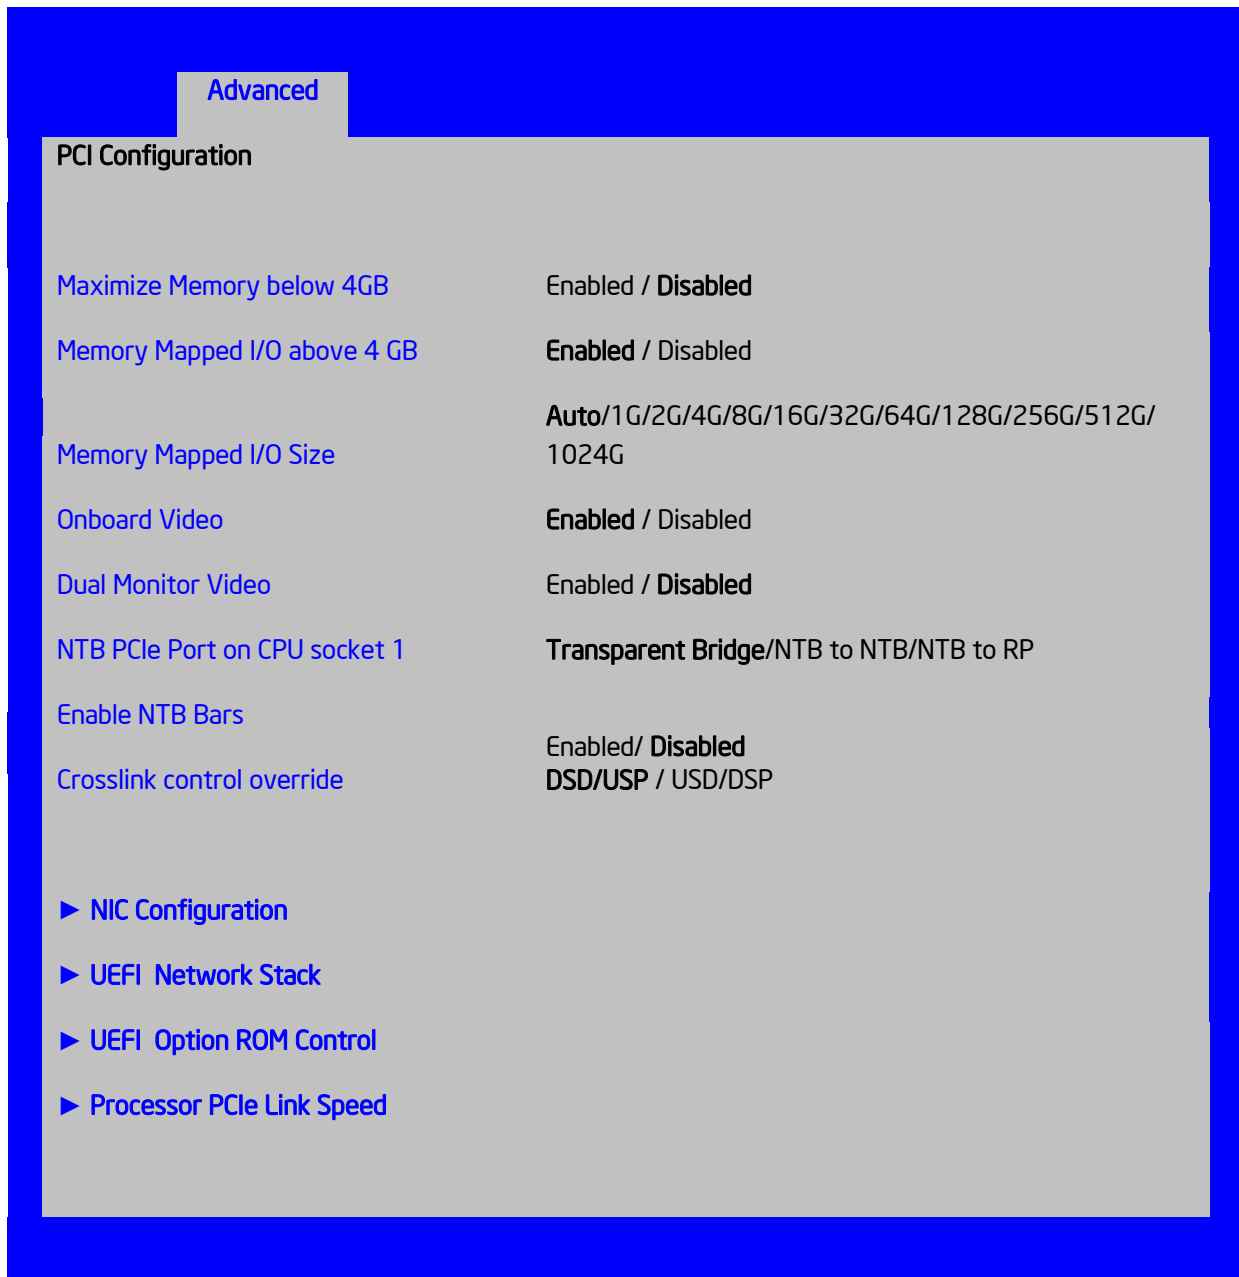 Advanced
PCI Configuration
Maximize Memory below 4GB Enabled / Disabled
Memory Mapped I/O above 4 GB Enabled / Disabled
Auto/1G/2G/4G/8G/16G/32G/64G/128G/256G/512G/
Memory Mapped I/O Size 1024G
Onboard Video Enabled / Disabled
Dual Monitor Video Enabled / Disabled
NTB PCIe Port on CPU socket 1 Transparent Bridge/NTB to NTB/NTB to RP
Enable NTB Bars
Enabled/ Disabled
Crosslink control override DSD/USP / USD/DSP
► NIC Configuration
► UEFI Network Stack
► UEFI Option ROM Control
► Processor PCIe Link Speed